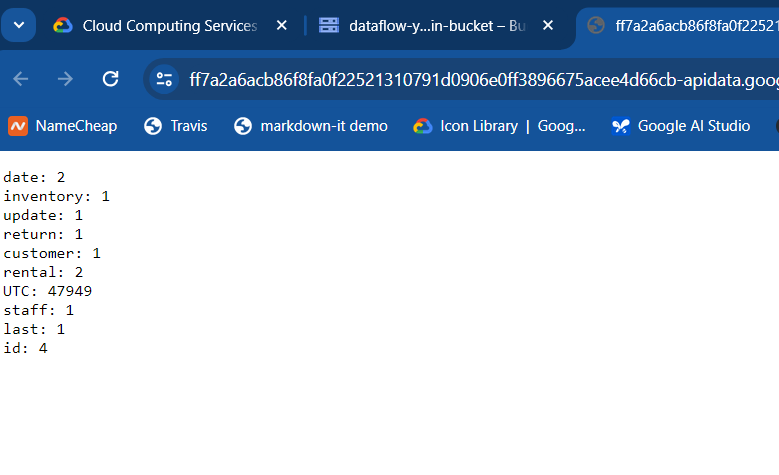 Cloud Computing Services
dataflow-y...in-bucket – Bu
ff7a2a6acb86f8fa0f22521
ff7a2a6acb86f8fa0f22521310791d0906e0ff3896675acee4d66cb-apidata.goog
NameCheap
Travis
markdown-it demo
Icon Library | Goog...
Google AI Studio
date: 2
inventory: 1
update: 1
return: 1
customer: 1
rental: 2
UTC: 47949
staff: 1
last: 1
id: 4